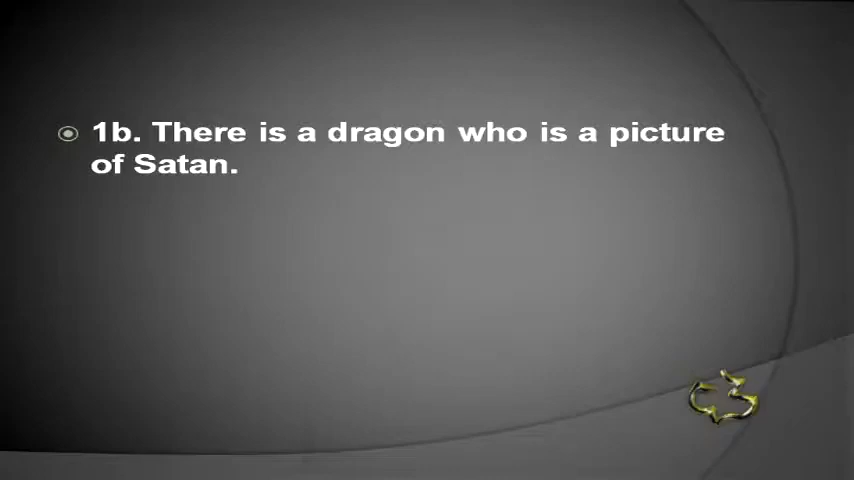 1b. There is a dragon who is a picture
of Satan.